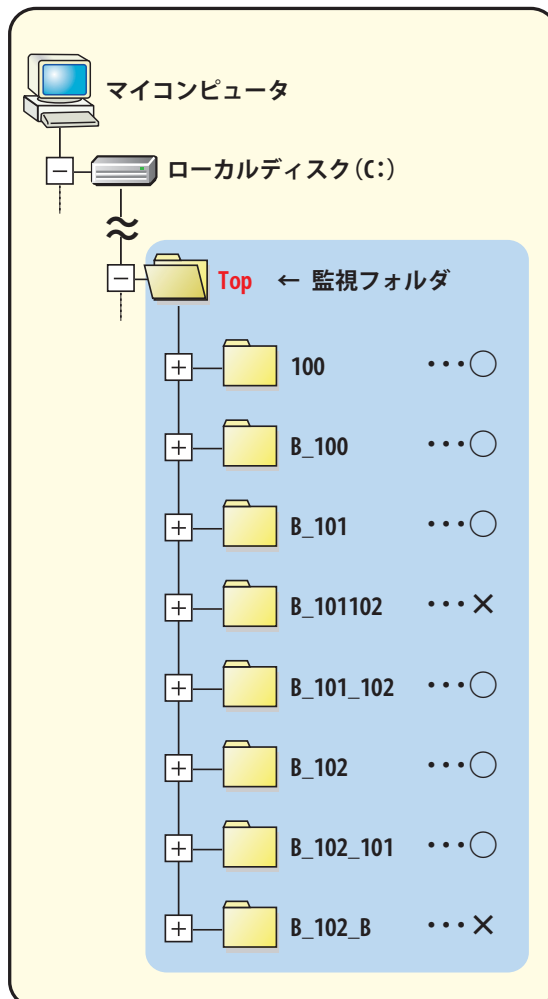 マイコンピュータ
ローカルディスク(C:)
Top ← 監視フォルダ
100 ・・・○
B_100 ・・・○
B_101 ・・・○
B_101102 ・・・×
B_101_102 ・・・○
B_102 ・・・○
B_102_101 ・・・○
B_102_B ・・・×